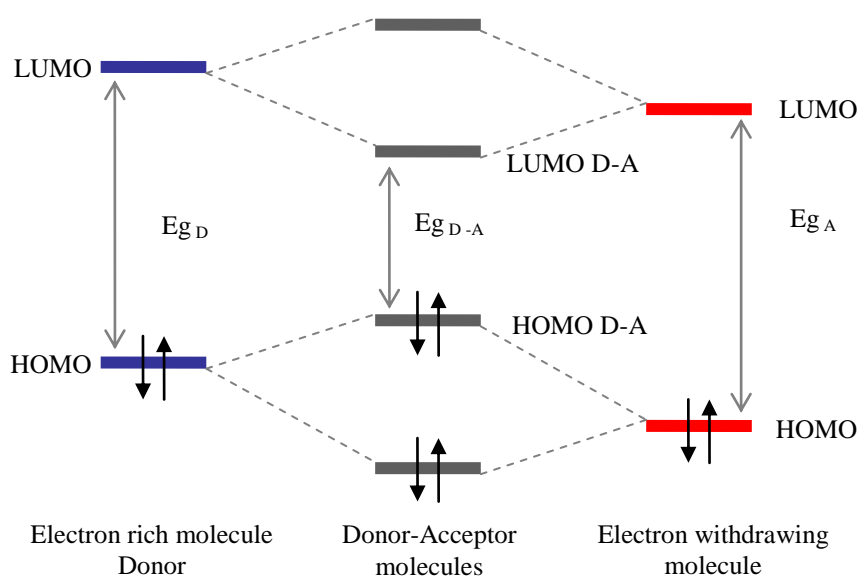 LUMO
LUMO
LUMO D-A
Eg D
Eg D-A
Eg A
HOMO D-A
HOMO
HOMO
Electron rich molecule
Donor
Donor-Acceptor
molecules
Electron withdrawing
molecule